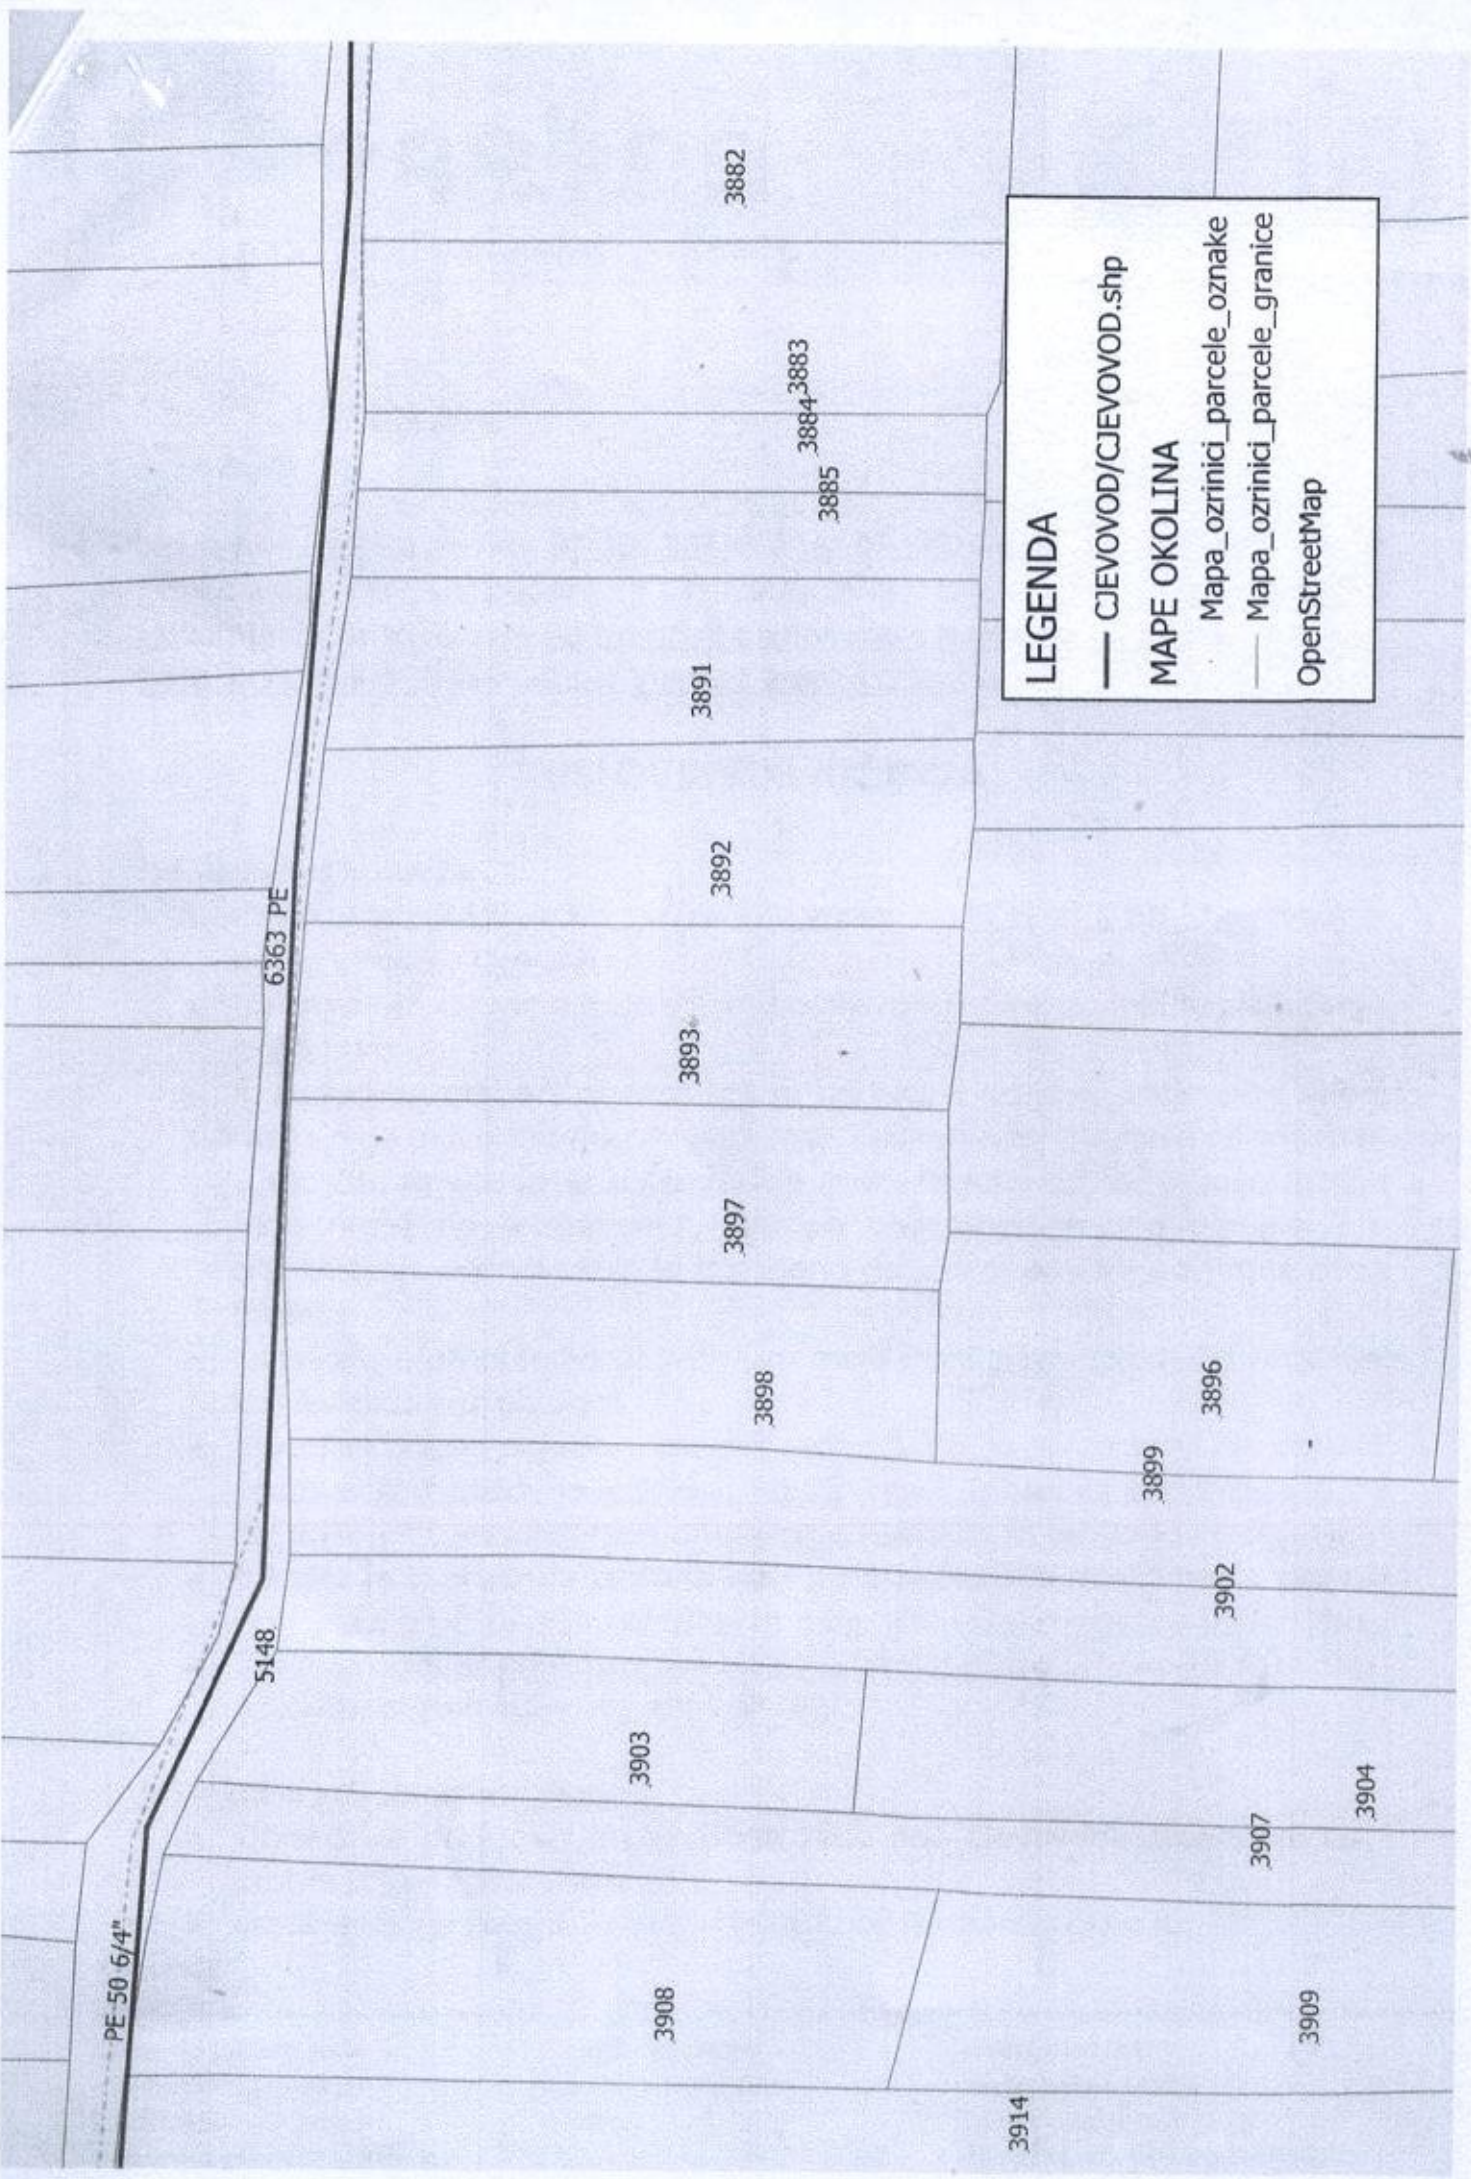 PE 50 6/4"
5148
6363 PE
3908
3903
3898
3897
3893
3892
3891
3885
3884
3883
3882
3914
3909
3907
3904
3902
3899
3896
LEGENDA
CJEVOVOD/CJEVOVOD.shp
MAPE OKOLINA
Mapa_ozrinici_parcele_oznake
Mapa_ozrinici_parcele_granice
OpenStreetMap